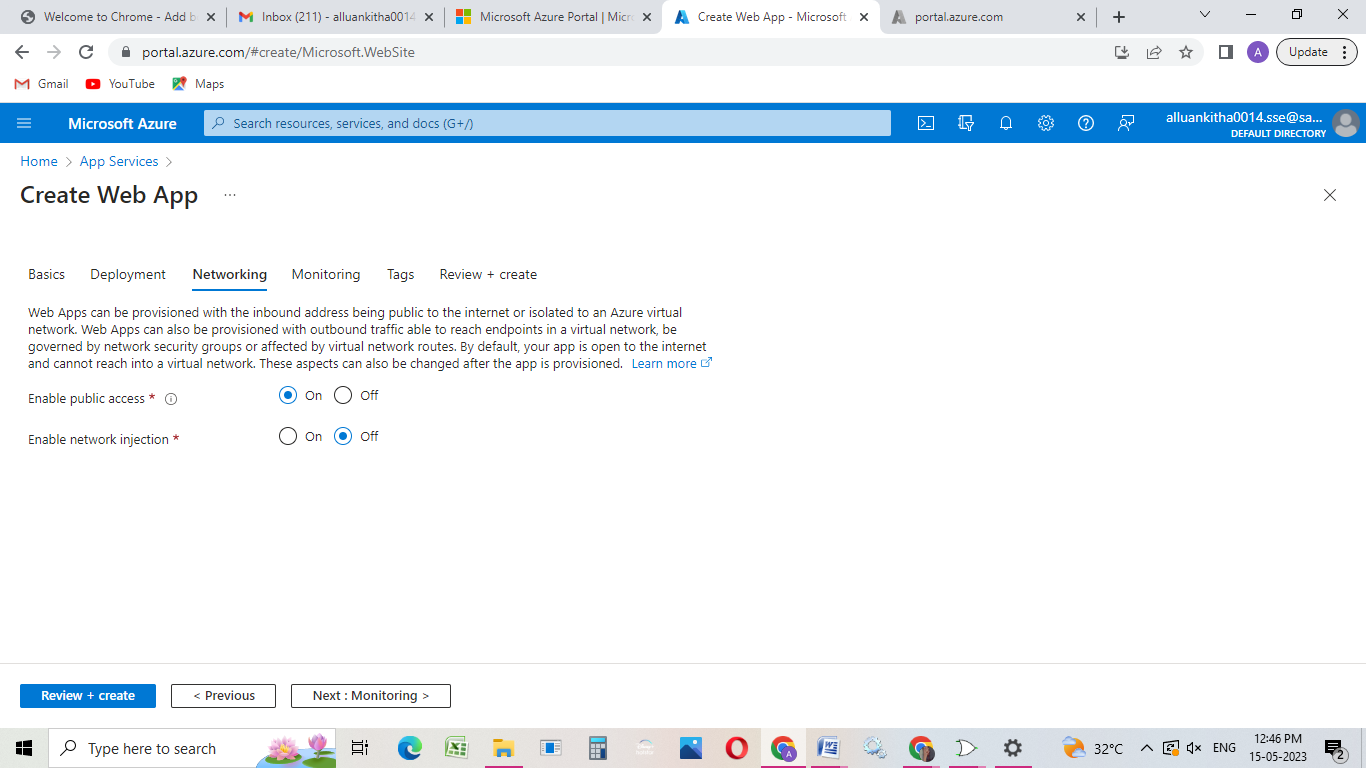 Welcome to Chrome - Add b
Inbox (211) - alluankitha0014
Microsoft Azure Portal | Micr
Create Web App - Microsoft
portal.azure.com
portal.azure.com/#create/Microsoft.WebSite
A
Update
Gmail
YouTube
Maps
Microsoft Azure
Search resources, services, and docs (G+/)
alluankitha0014.sse@sa...
DEFAULT DIRECTORY
Home > App Services >
Create Web App ...
Basics
Deployment
Networking
Monitoring
Tags
Review + create
Web Apps can be provisioned with the inbound address being public to the internet or isolated to an Azure virtual
network. Web Apps can also be provisioned with outbound traffic able to reach endpoints in a virtual network, be
governed by network security groups or affected by virtual network routes. By default, your app is open to the internet
and cannot reach into a virtual network. These aspects can also be changed after the app is provisioned. Learn more
Enable public access * On Off
Enable network injection * On Off
Review + create
< Previous
Next : Monitoring >
Type here to search
32°C
ENG
12:46 PM
15-05-2023
2